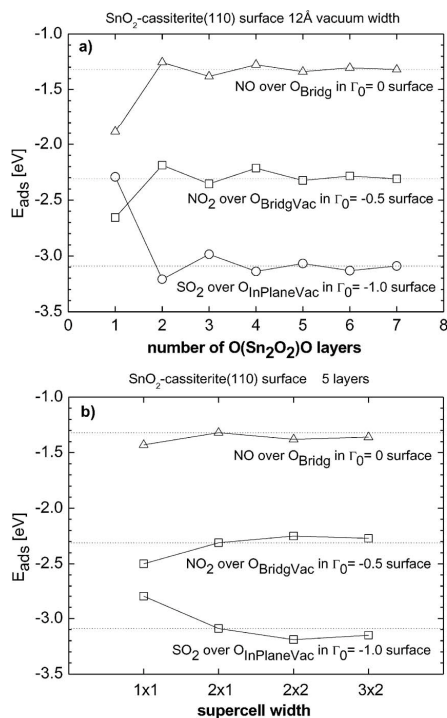 SnO2-cassiterite(110) surface 12Å vacuum width
a)
-1.0
-1.5
-2.0
-2.5
-3.0
-3.5
Eads [eV]
NO over OBridg in Γ0 = 0 surface
NO2 over OBridgVac in Γ0= -0.5 surface
SO2 over OInPlaneVac in Γ0= -1.0 surface
0 1 2 3 4 5 6 7 8
number of O(Sn2O2)O layers
SnO2-cassiterite(110) surface 5 layers
b)
-1.0
-1.5
-2.0
-2.5
-3.0
-3.5
Eads [eV]
NO over OBridg in Γ0= 0 surface
NO2 over OBridgVac in Γ0= -0.5 surface
SO2 over OInPlaneVac in Γ0= -1.0 surface
1x1 2x1 2x2 3x2
supercell width